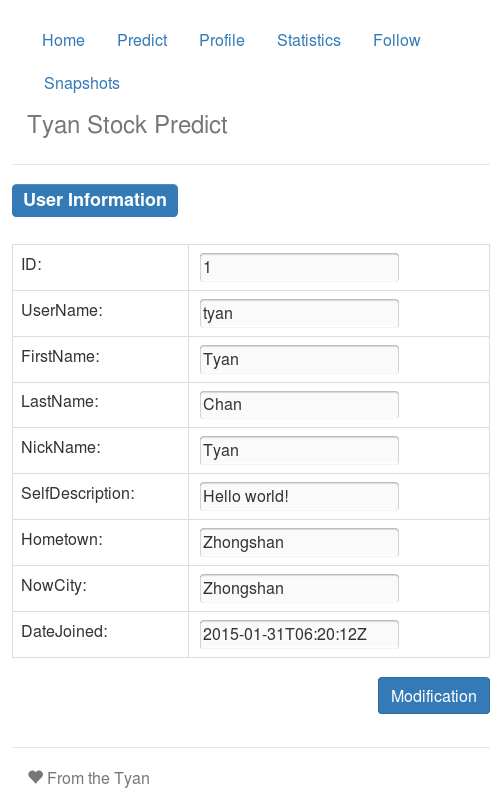 Home Predict Profile Statistics Follow
Snapshots
Tyan Stock Predict
User Information
ID: 1
UserName: tyan
FirstName: Tyan
LastName: Chan
NickName: Tyan
SelfDescription: Hello world!
Hometown: Zhongshan
NowCity: Zhongshan
DateJoined: 2015-01-31T06:20:12Z
Modification
From the Tyan